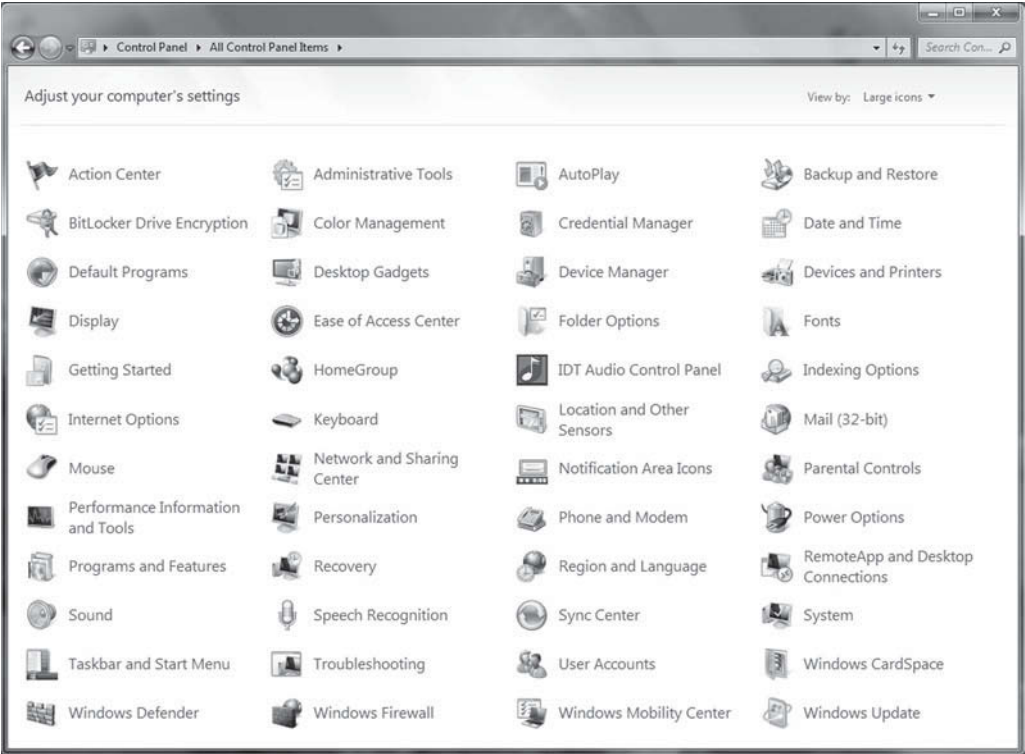 Control Panel ▸ All Control Panel Items ▸
Search Con...
Adjust your computer's settings
View by: Large icons
Action Center
Administrative Tools
AutoPlay
Backup and Restore
BitLocker Drive Encryption
Color Management
Credential Manager
Date and Time
Default Programs
Desktop Gadgets
Device Manager
Devices and Printers
Display
Ease of Access Center
Folder Options
Fonts
Getting Started
HomeGroup
IDT Audio Control Panel
Indexing Options
Internet Options
Keyboard
Location and Other
Sensors
Mail (32-bit)
Mouse
Network and Sharing
Center
Notification Area Icons
Parental Controls
Performance Information
and Tools
Personalization
Phone and Modem
Power Options
Programs and Features
Recovery
Region and Language
RemoteApp and Desktop
Connections
Sound
Speech Recognition
Sync Center
System
Taskbar and Start Menu
Troubleshooting
User Accounts
Windows CardSpace
Windows Defender
Windows Firewall
Windows Mobility Center
Windows Update